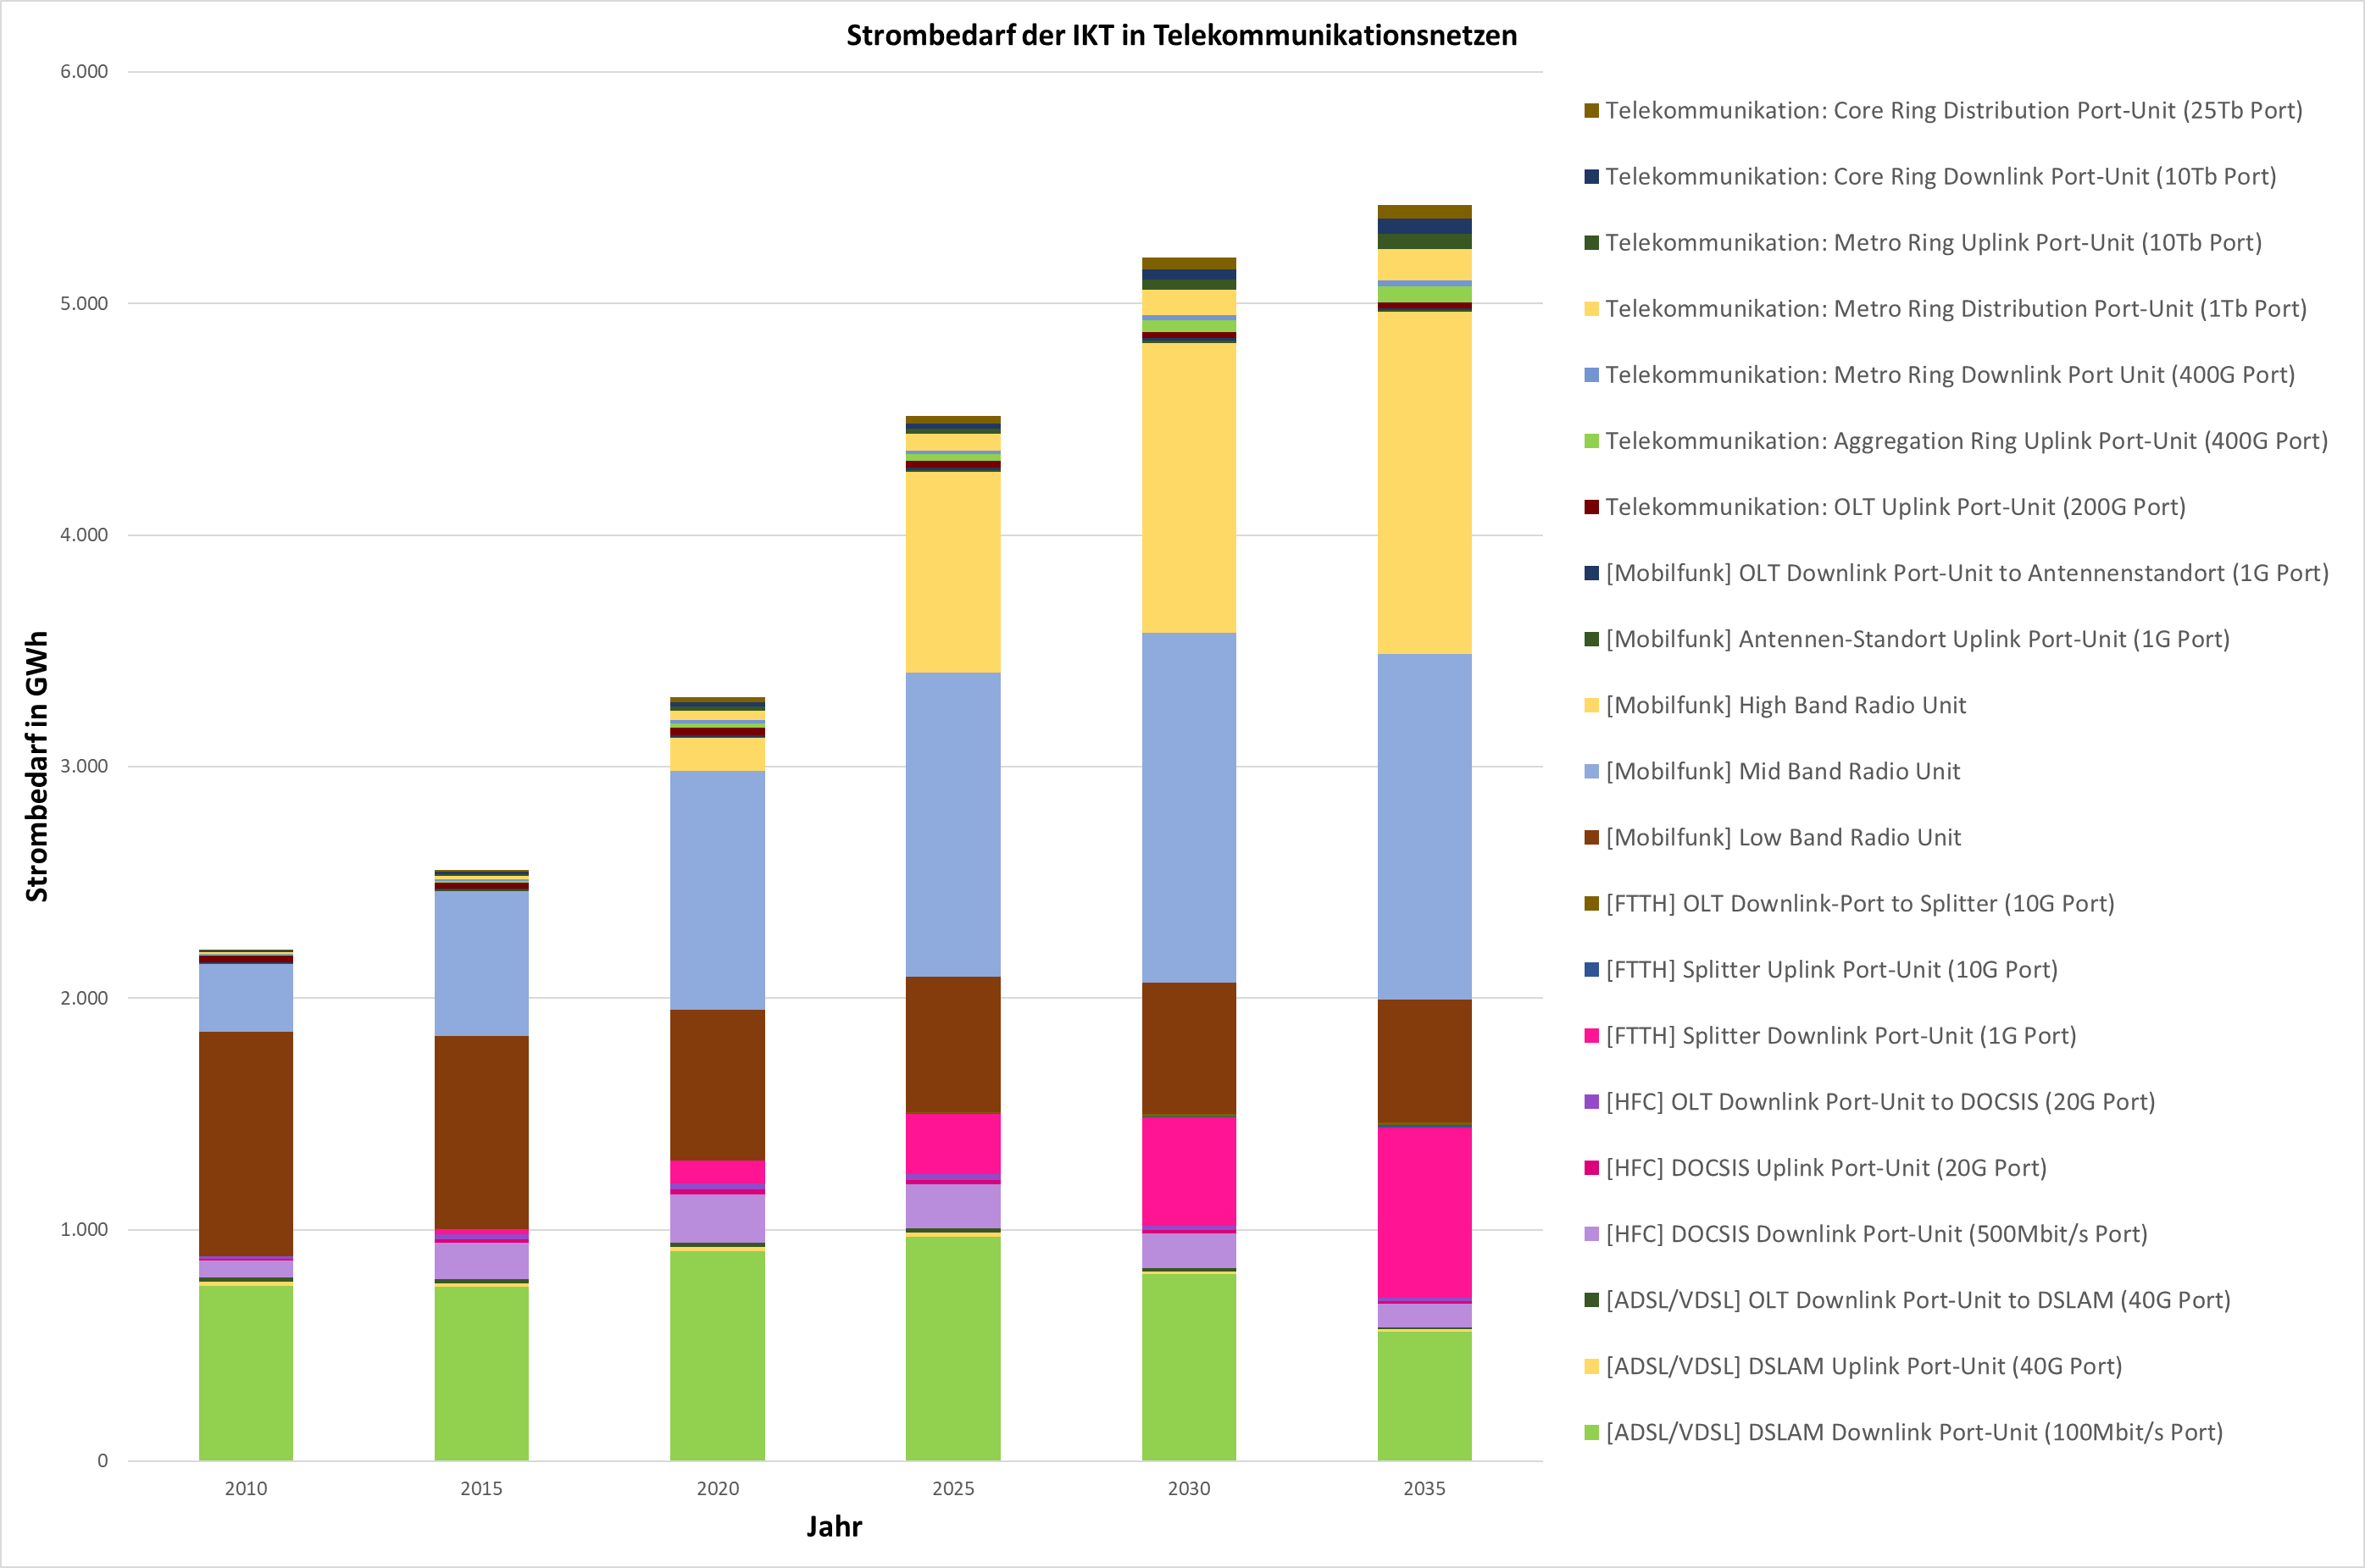 Strombedarf der IKT in Telekommunikationsnetzen
6.000
5.000
4.000
3.000
2.000
1.000
0
Strombedarf in GWh
2010 2015 2020 2025 2030 2035
Jahr
Telekommunikation: Core Ring Distribution Port-Unit (25Tb Port)
Telekommunikation: Core Ring Downlink Port-Unit (10Tb Port)
Telekommunikation: Metro Ring Uplink Port-Unit (10Tb Port)
Telekommunikation: Metro Ring Distribution Port-Unit (1Tb Port)
Telekommunikation: Metro Ring Downlink Port Unit (400G Port)
Telekommunikation: Aggregation Ring Uplink Port-Unit (400G Port)
Telekommunikation: OLT Uplink Port-Unit (200G Port)
[Mobilfunk] OLT Downlink Port-Unit to Antennenstandort (1G Port)
[Mobilfunk] Antennen-Standort Uplink Port-Unit (1G Port)
[Mobilfunk] High Band Radio Unit
[Mobilfunk] Mid Band Radio Unit
[Mobilfunk] Low Band Radio Unit
[FTTH] OLT Downlink-Port to Splitter (10G Port)
[FTTH] Splitter Uplink Port-Unit (10G Port)
[FTTH] Splitter Downlink Port-Unit (1G Port)
[HFC] OLT Downlink Port-Unit to DOCSIS (20G Port)
[HFC] DOCSIS Uplink Port-Unit (20G Port)
[HFC] DOCSIS Downlink Port-Unit (500Mbit/s Port)
[ADSL/VDSL] OLT Downlink Port-Unit to DSLAM (40G Port)
[ADSL/VDSL] DSLAM Uplink Port-Unit (40G Port)
[ADSL/VDSL] DSLAM Downlink Port-Unit (100Mbit/s Port)